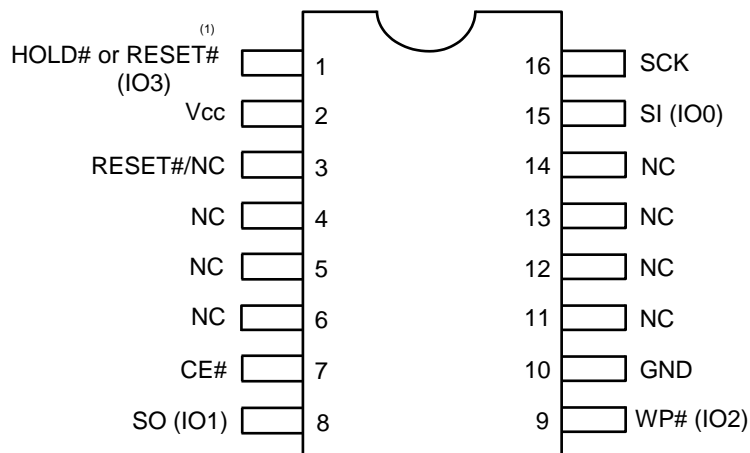 (1)
HOLD# or RESET# 1 16 SCK
(IO3)
Vcc 2 15 SI (IO0)
RESET#/NC 3 14 NC
NC 4 13 NC
NC 5 12 NC
NC 6 11 NC
CE# 7 10 GND
SO (IO1) 8 9 WP# (IO2)